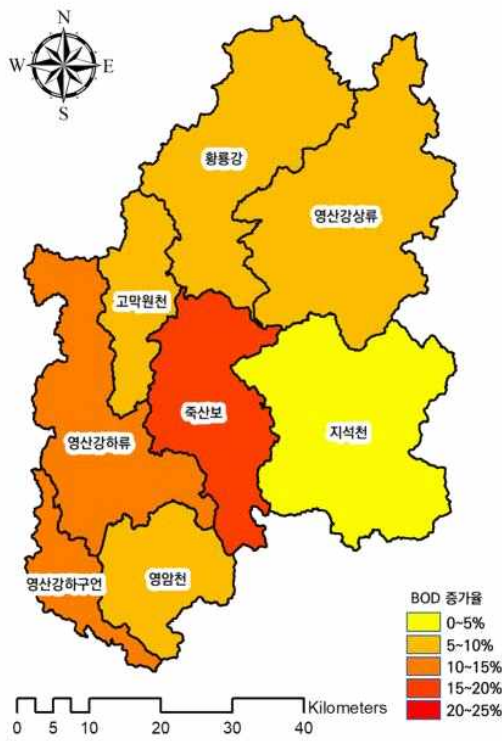 N
W E
S
황룡강
영산강상류
고막원천
죽산보
지석천
영산강하류
영산강하구언
영암천
BOD 증가율
0~5%
5~10%
10~15%
15~20%
20~25%
Kilometers
0 5 10 20 30 40